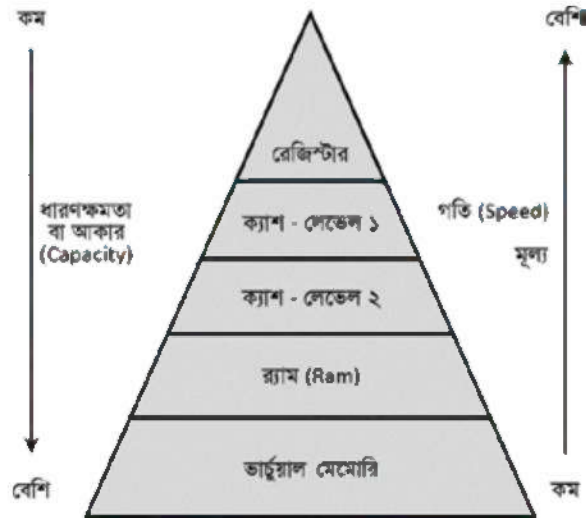 কম
বেশি
রেজিস্টার
ধারণক্ষমতা
বা আকার
(Capacity)
ক্যাশ - লেভেল ১
গতি (Speed)
মূল্য
ক্যাশ - লেভেল ২
র‍্যাম (Ram)
ভার্চুয়াল মেমোরি
বেশি
কম